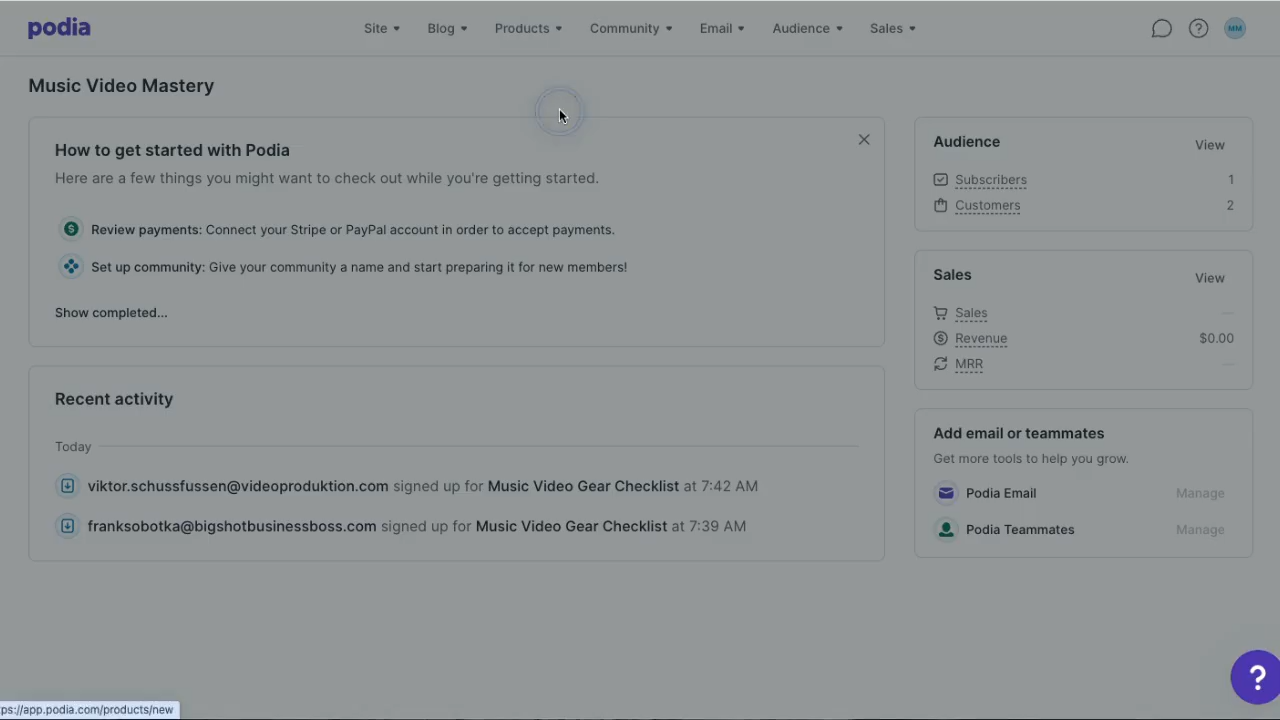 podia
Site
Blog
Products
Community
Email
Audience
Sales
MM
Music Video Mastery
How to get started with Podia
Here are a few things you might want to check out while you're getting started.
Review payments: Connect your Stripe or PayPal account in order to accept payments.
Set up community: Give your community a name and start preparing it for new members!
Show completed...
Recent activity
Today
viktor.schussfussen@videoproduktion.com signed up for Music Video Gear Checklist at 7:42 AM
franksobotka@bigshotbusinessboss.com signed up for Music Video Gear Checklist at 7:39 AM
Audience View
Subscribers 1
Customers 2
Sales View
Sales —
Revenue $0.00
MRR —
Add email or teammates
Get more tools to help you grow.
Podia Email Manage
Podia Teammates Manage
?
ps://app.podia.com/products/new